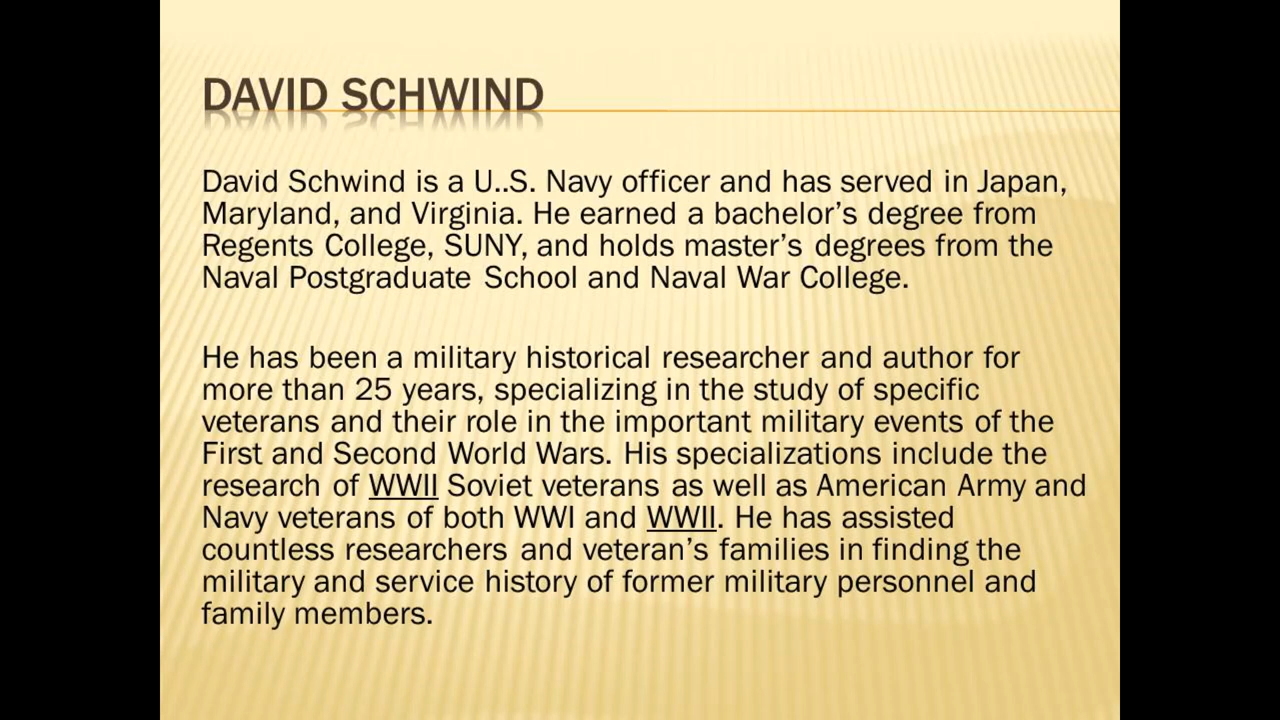 DAVID SCHWIND
David Schwind is a U..S. Navy officer and has served in Japan,
Maryland, and Virginia. He earned a bachelor’s degree from
Regents College, SUNY, and holds master’s degrees from the
Naval Postgraduate School and Naval War College.
He has been a military historical researcher and author for
more than 25 years, specializing in the study of specific
veterans and their role in the important military events of the
First and Second World Wars. His specializations include the
research of WWII Soviet veterans as well as American Army and
Navy veterans of both WWI and WWII. He has assisted
countless researchers and veteran’s families in finding the
military and service history of former military personnel and
family members.